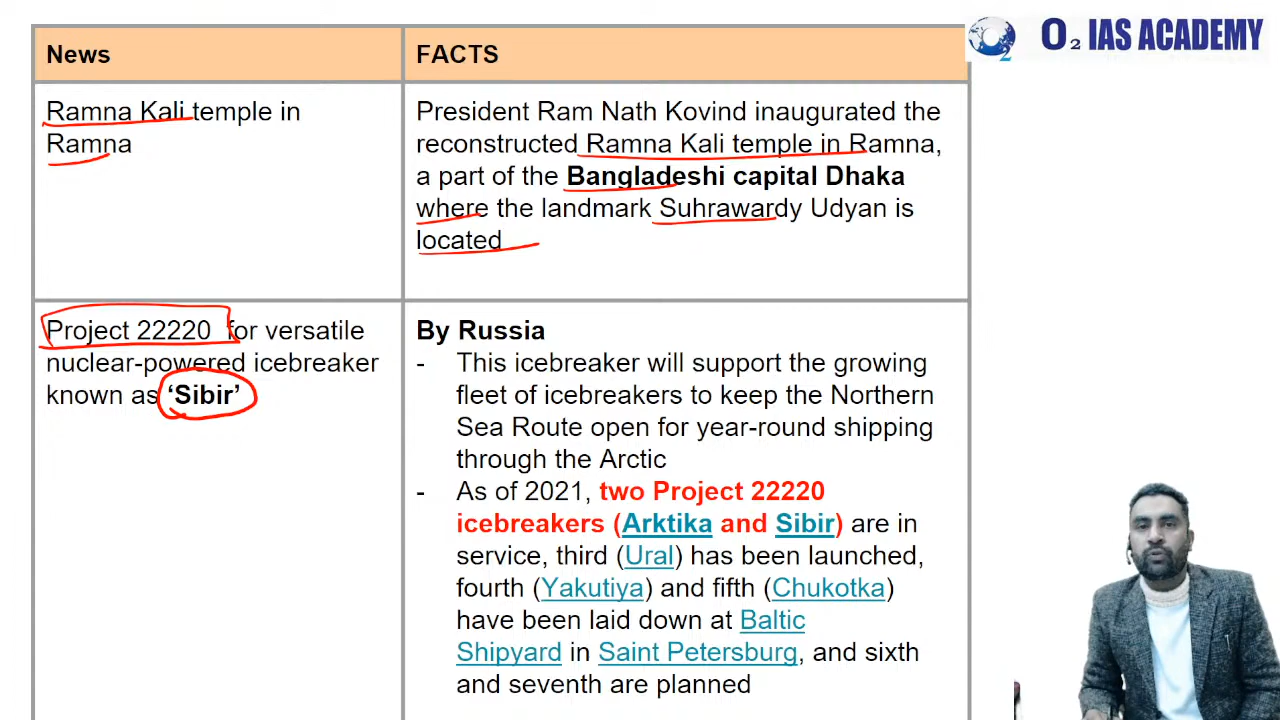 News
FACTS
O2 IAS ACADEMY
Ramna Kali temple in
Ramna
President Ram Nath Kovind inaugurated the
reconstructed Ramna Kali temple in Ramna,
a part of the Bangladeshi capital Dhaka
where the landmark Suhrawardy Udyan is
located
Project 22220 for versatile
nuclear-powered icebreaker
known as ‘Sibir’
By Russia
- This icebreaker will support the growing
fleet of icebreakers to keep the Northern
Sea Route open for year-round shipping
through the Arctic
- As of 2021, two Project 22220
icebreakers (Arktika and Sibir) are in
service, third (Ural) has been launched,
fourth (Yakutiya) and fifth (Chukotka)
have been laid down at Baltic
Shipyard in Saint Petersburg, and sixth
and seventh are planned